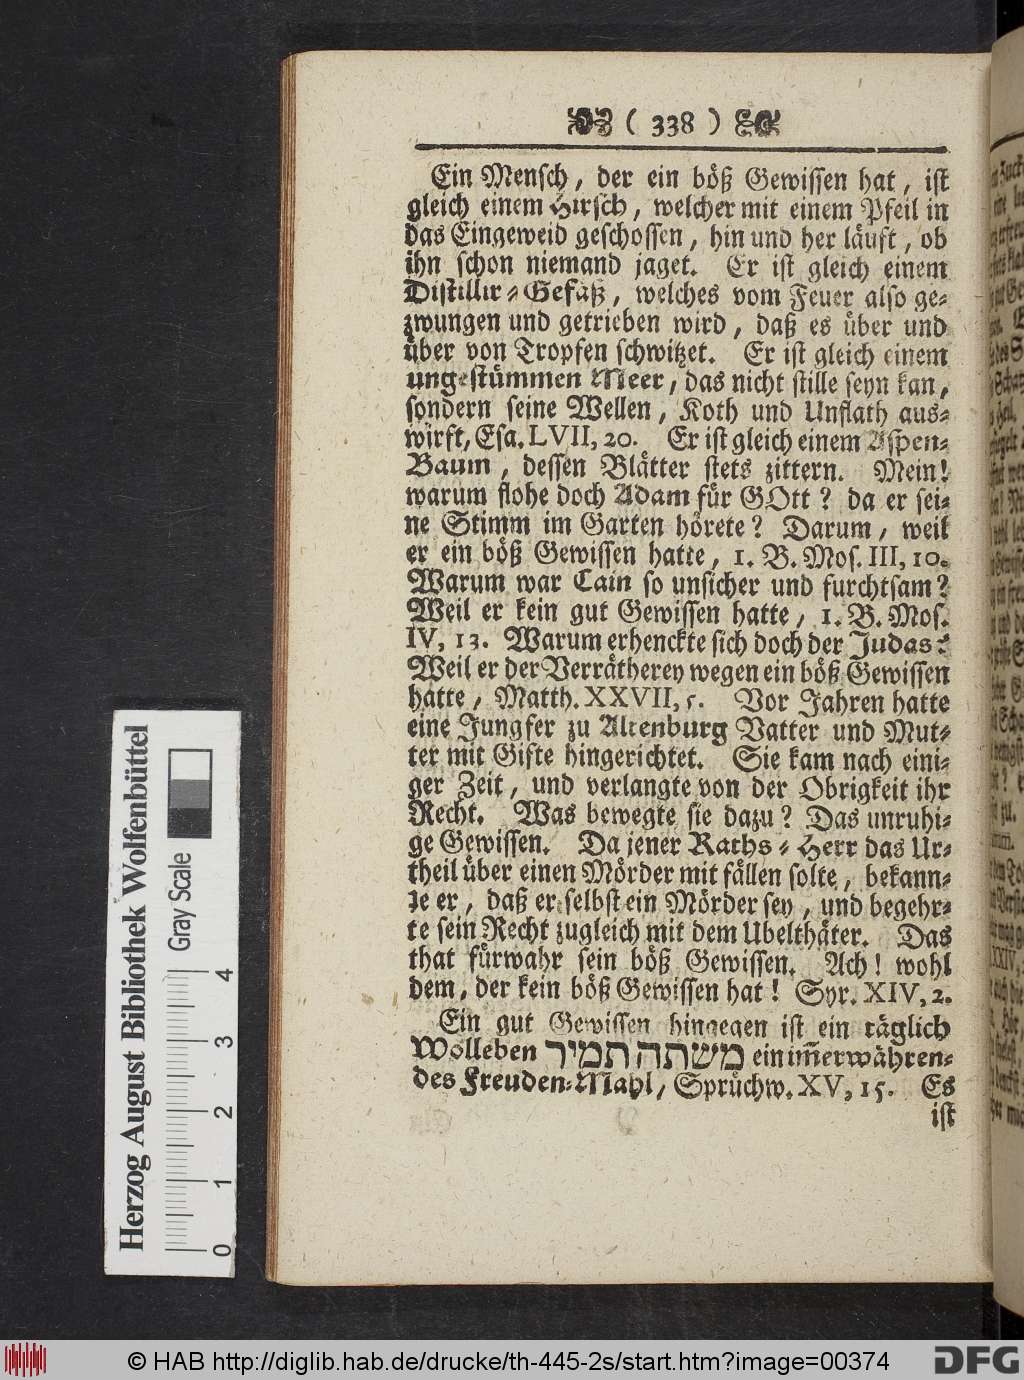 ( 338 )
Ein Mensch, der ein böß Gewissen hat, ist
gleich einem Hirsch, welcher mit einem Pfeil in
das Eingeweid geschossen, hin und her läuft, ob
ihn schon niemand jaget. Er ist gleich einem
Distillir-Gefäß, welches vom Feuer also ge-
zwungen und getrieben wird, daß es über und
über von Tropfen schwitzet. Er ist gleich einem
ungestümmen Meer, das nicht stille seyn kan,
sondern seine Wellen, Koth und Unflath aus-
wirft, Esa. LVII, 20. Er ist gleich einem Aspen-
Baum, dessen Blätter stets zittern. Mein!
warum flohe doch Adam für GOtt? da er sei-
ne Stimm im Garten hörete? Darum, weil
er ein böß Gewissen hatte, 1. B. Mos. III, 10.
Warum war Cain so unsicher und furchtsam?
Weil er kein gut Gewissen hatte, 1. B. Mos.
IV, 13. Warum erhenckte sich doch der Judas?
Weil er der Verrätherey wegen ein böß Gewissen
hatte, Matth. XXVII, 5. Vor Jahren hatte
eine Jungfer zu Altenburg Vatter und Mut-
ter mit Gifte hingerichtet. Sie kam nach eini-
ger Zeit, und verlangte von der Obrigkeit ihr
Recht. Was bewegte sie dazu? Das unruhi-
ge Gewissen. Da jener Raths-Herr das Ur-
theil über einen Mörder mit fällen solte, bekann-
te er, daß er selbst ein Mörder sey, und begehr-
te sein Recht zugleich mit dem Ubelthäter. Das
that fürwahr sein böß Gewissen. Ach! wohl
dem, der kein böß Gewissen hat! Syr. XIV, 2.
Ein gut Gewissen hingegen ist ein täglich
Wolleben משתה תמיד ein im̄erwähren-
des Freuden-Mahl, Sprüchw. XV, 15. Es
ist
Herzog August Bibliothek Wolfenbüttel
Gray Scale
0 1 2 3 4
© HAB http://diglib.hab.de/drucke/th-445-2s/start.htm?image=00374
DFG